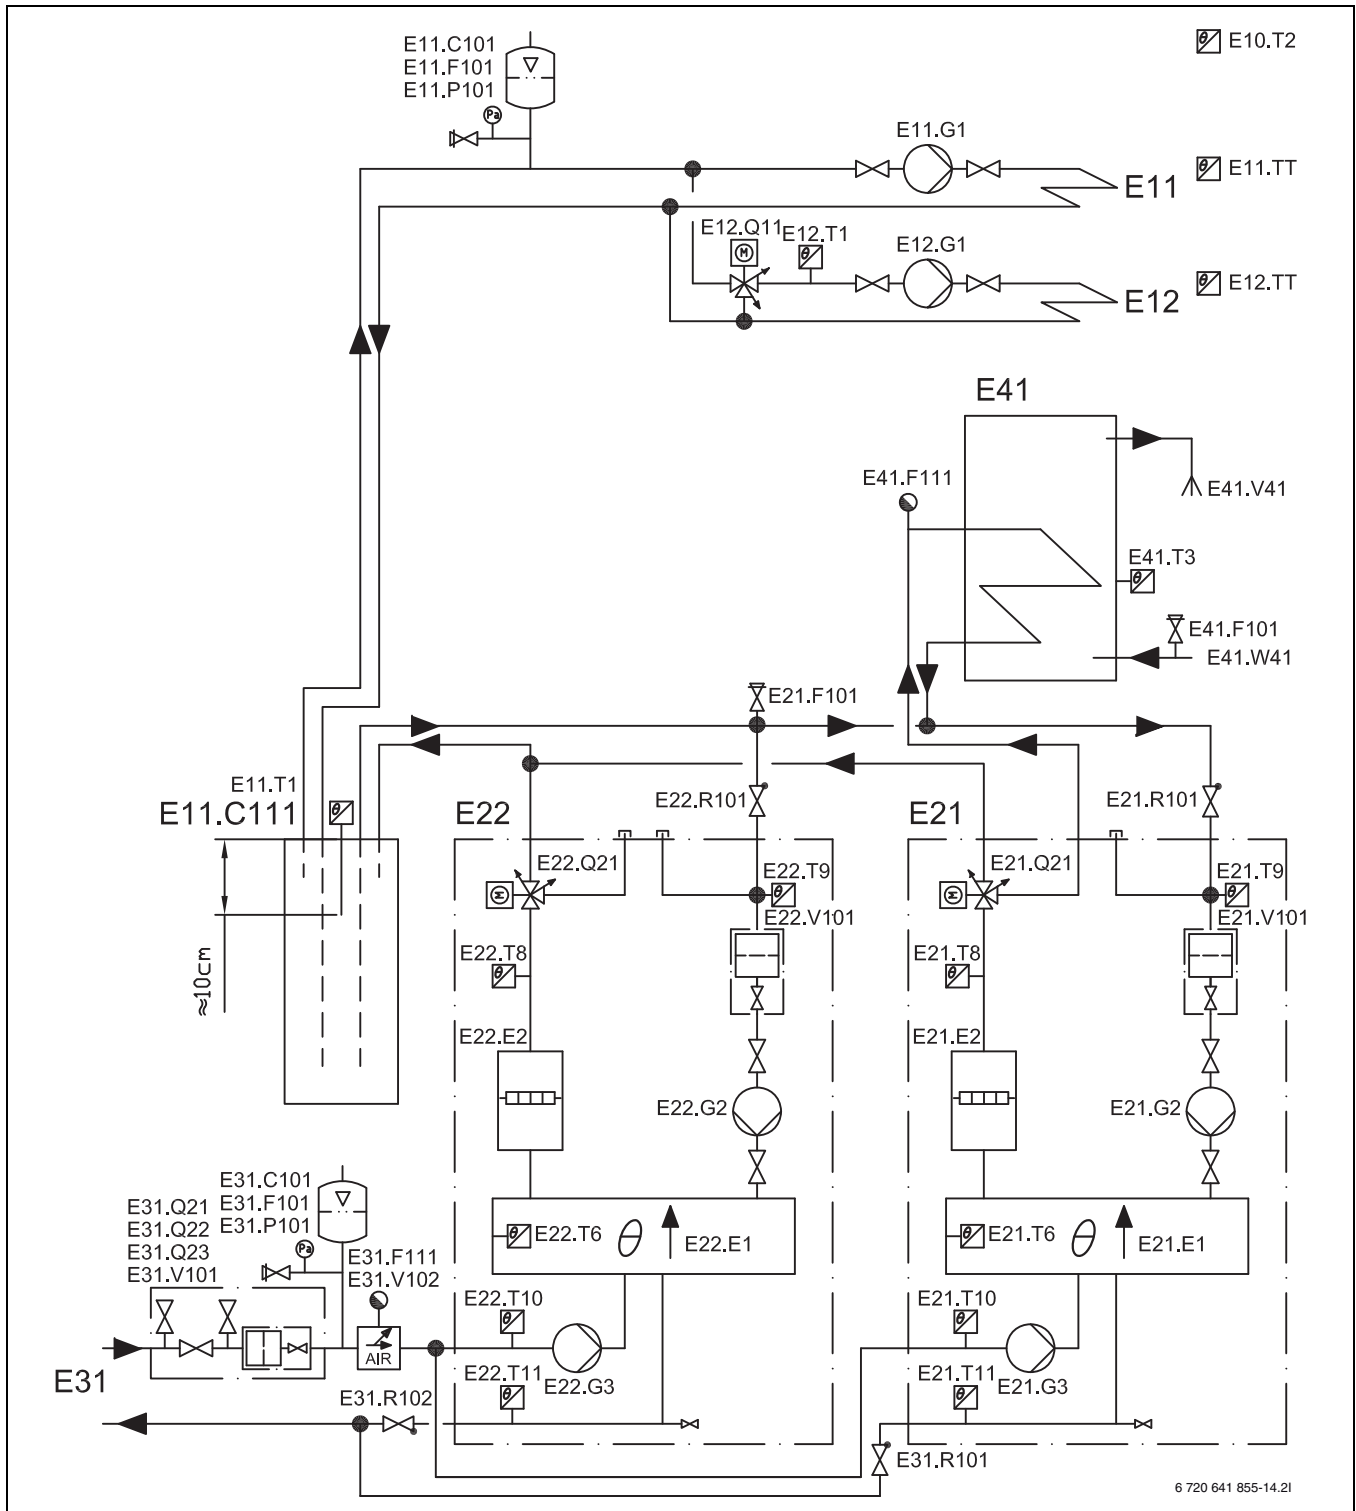 E11.C101
E11.F101
E11.P101
Pa
θ E10.T2
E11.G1
E11
θ E11.TT
E12.Q11
M
E12.T1
θ
E12.G1
E12
θ E12.TT
E41
E41.F111
E41.V41
E41.T3
θ
E41.F101
E41.W41
E21.F101
E11.T1
E11.C111
θ
E22
E22.R101
E21
E21.R101
E22.Q21
M
E22.T9
θ
E22.V101
E21.Q21
M
E21.T9
θ
E21.V101
≈10cm
E22.T8
θ
E21.T8
θ
E22.E2
E21.E2
E22.G2
E21.G2
E31.C101
E31.F101
E31.P101
Pa
E31.Q21
E31.Q22
E31.Q23
E31.V101
E31.F111
E31.V102
AIR
θ E22.T6
θ
E22.E1
θ E21.T6
θ
E21.E1
E22.T10
θ
E21.T10
θ
E31
E22.T11
θ
E22.G3
E21.T11
θ
E21.G3
E31.R102
E31.R101
6 720 641 855-14.2I